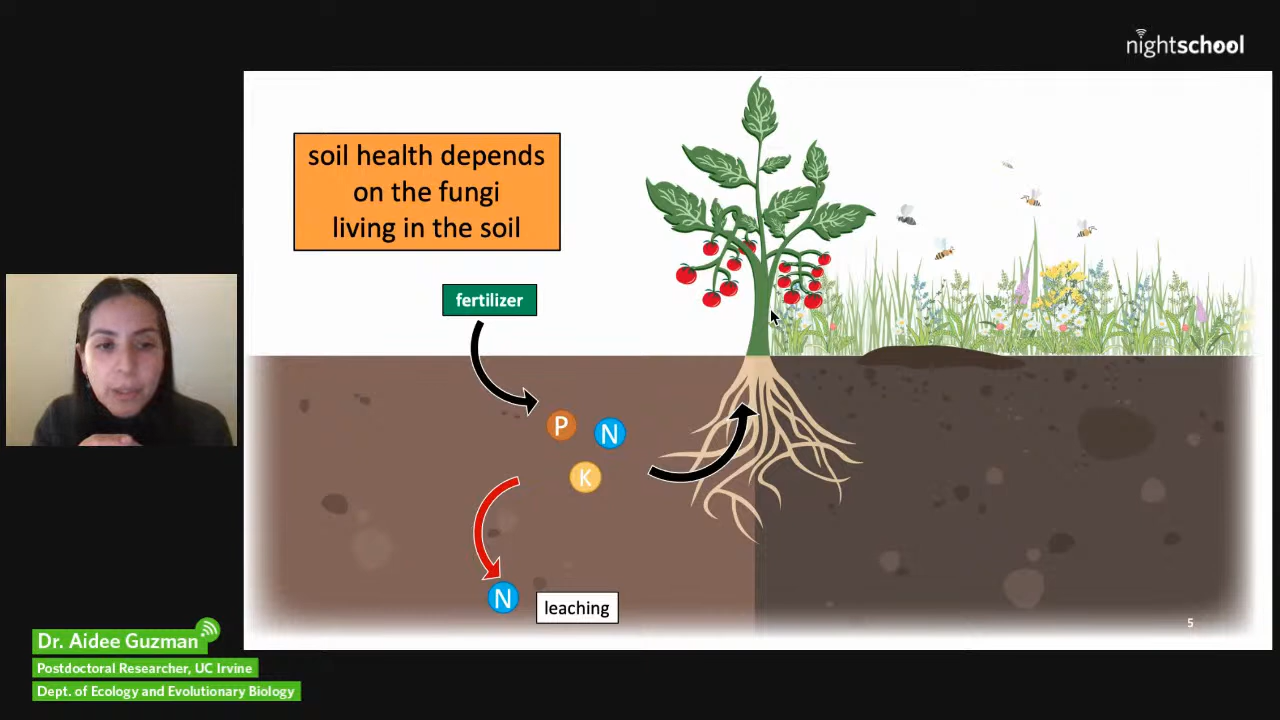 nightschool
soil health depends
on the fungi
living in the soil
fertilizer
P
N
K
N
leaching
5
Dr. Aidee Guzman
Postdoctoral Researcher, UC Irvine
Dept. of Ecology and Evolutionary Biology